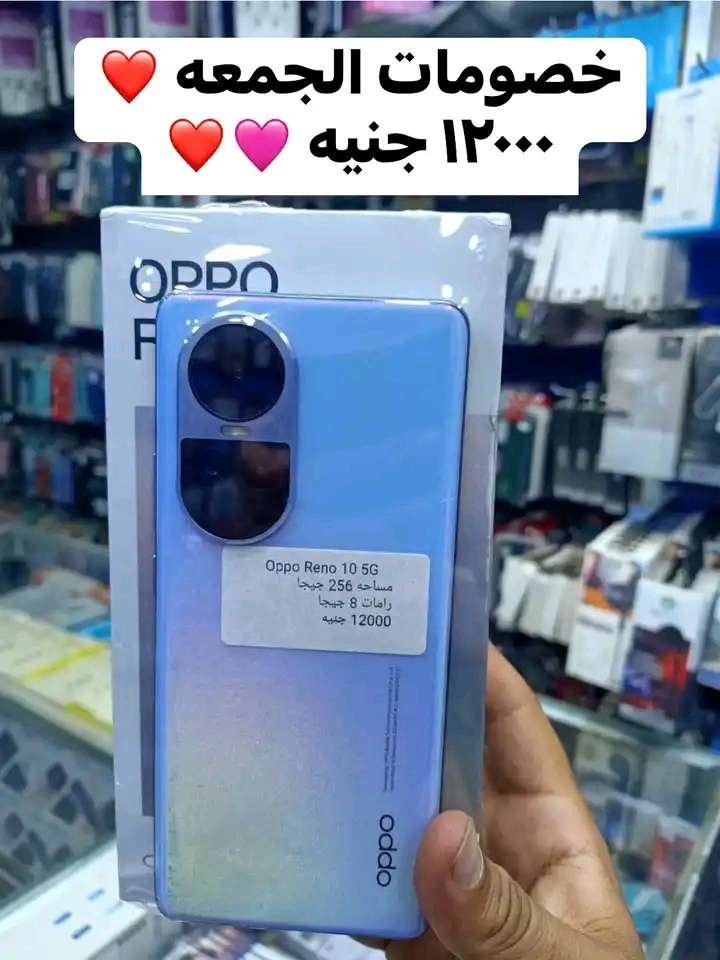 خصومات الجمعه ❤️
١٢٠٠٠ جنيه 💓❤️
OPPO
Oppo Reno 10 5G
مساحه 256 جيجا
رامات 8 جيجا
12000 جنيه
oppo